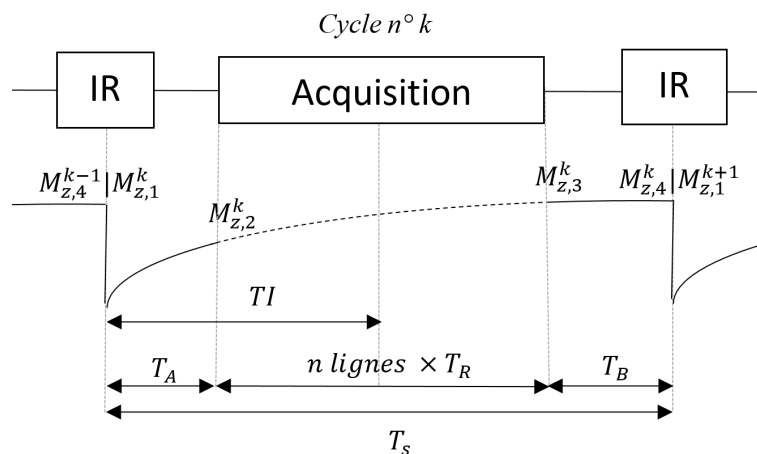 Cycle n° k
IR Acquisition IR
$M_{z,4}^{k-1}$ | $M_{z,1}^{k}$ $M_{z,2}^{k}$ $M_{z,3}^{k}$ $M_{z,4}^{k}$ | $M_{z,1}^{k+1}$
$TI$
$T_A$ $n\ lignes\ \times T_R$ $T_B$
$T_s$